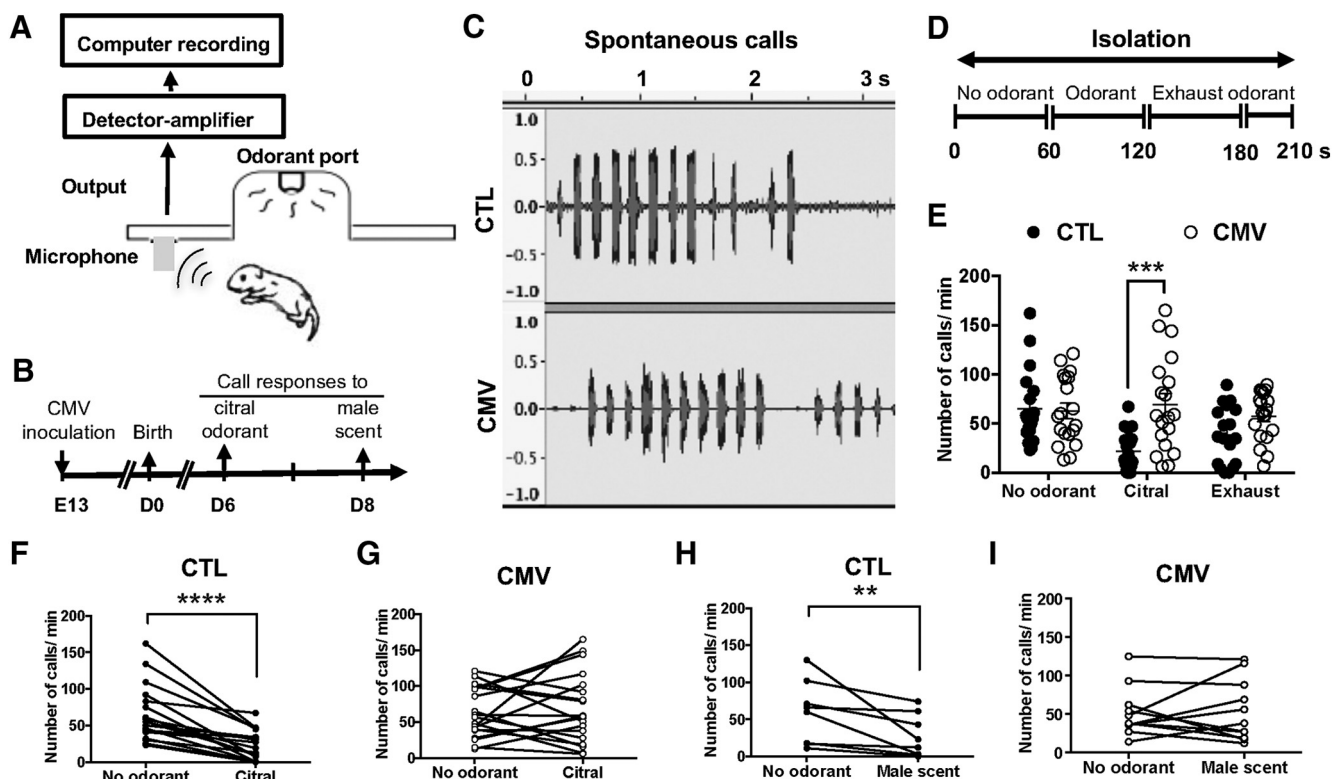 A
Computer recording
Detector-amplifier
Odorant port
Output
Microphone
B
Call responses to
CMV
inoculation
Birth
citral
odorant
male
scent
E13
D0
D6
D8
C
Spontaneous calls
0 1 2 3 s
CTL
1.0
0.5
0.0
−0.5
−1.0
CMV
1.0
0.5
0.0
−0.5
−1.0
D
Isolation
No odorant Odorant Exhaust odorant
0 60 120 180 210 s
E
CTL CMV
Number of calls/ min
200
150
100
50
0
***
No odorant Citral Exhaust
F
CTL
****
Number of calls/ min
200
150
100
50
0
No odorant Citral
G
CMV
Number of calls/ min
200
150
100
50
0
No odorant Citral
H
CTL
**
Number of calls/ min
200
150
100
50
0
No odorant Male scent
I
CMV
Number of calls/ min
200
150
100
50
0
No odorant Male scent